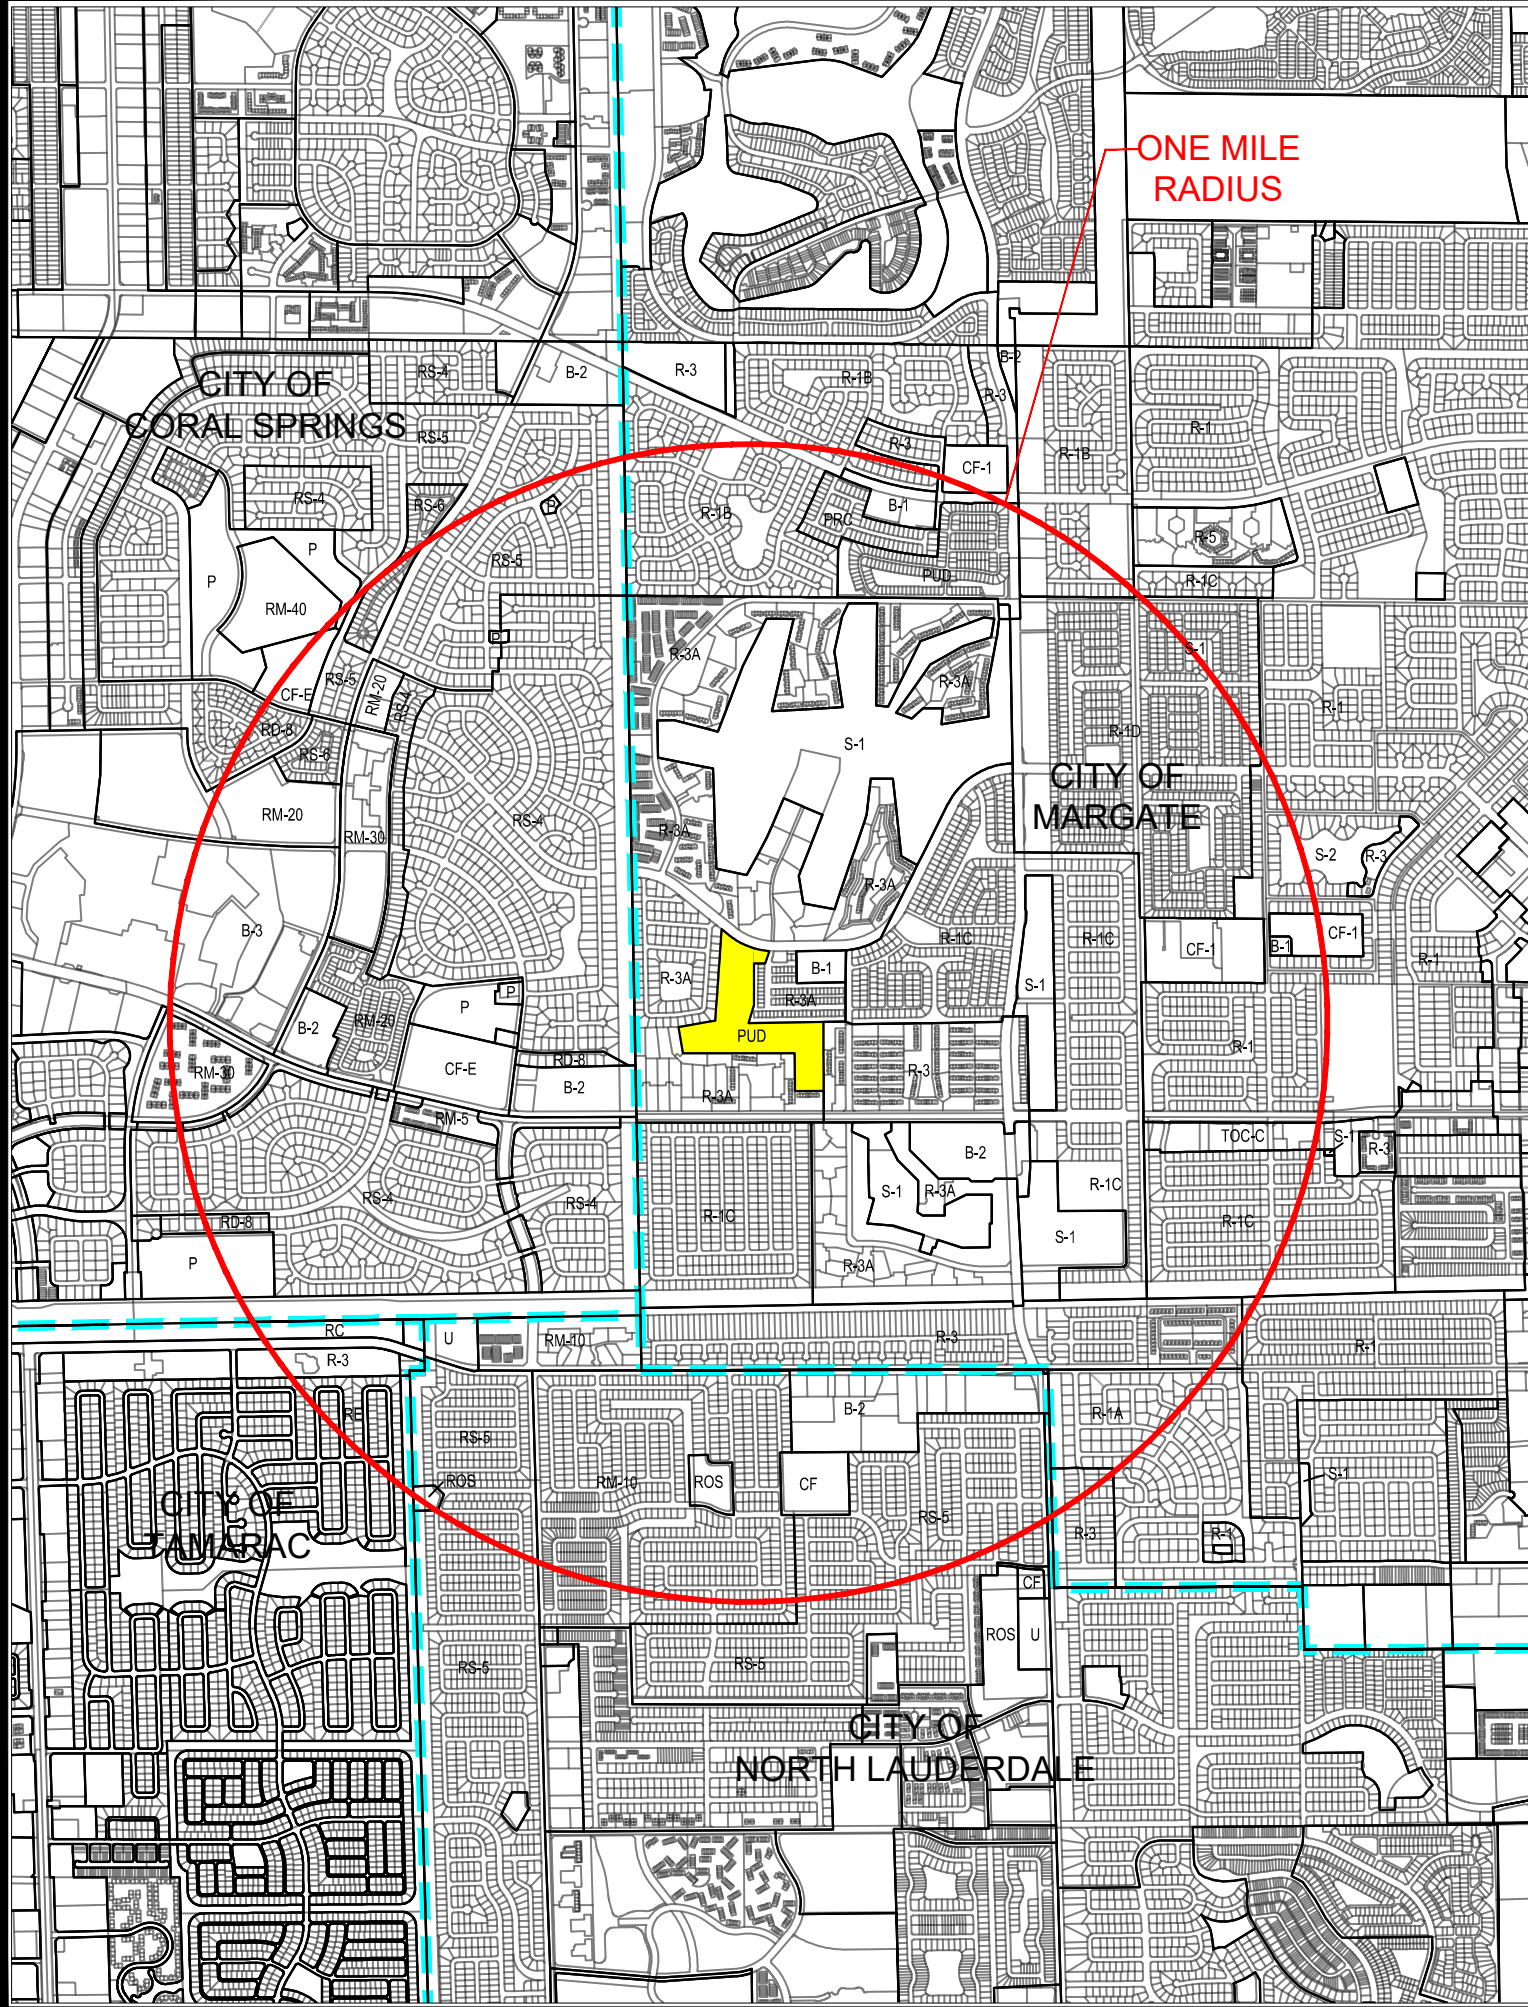 ONE MILE
RADIUS
B-2
RS-4
B-2
R-3
R-1B
R-3
CITY OF
CORAL SPRINGS
RS-5
R-3
R-1
R-1B
CF-1
RS-4
RS-6
P
R-1B
PRC
B-1
P
P
RS-5
R-5
PUD
R-1C
RM-40
P
R-3A
S-1
RS-5
RM-20
RS-4
CF-E
R-3A
R-1
RD-8
RS-6
S-1
R-1D
CITY OF
MARGATE
RM-20
RM-30
RS-4
R-3A
S-2
R-3
R-3A
B-3
R-1C
R-1C
CF-1
B-1
CF-1
R-1
R-3A
B-1
S-1
P
P
R-3A
B-2
RM-20
PUD
R-1
RD-8
CF-E
RM-30
B-2
R-3A
R-3
RM-5
TOC-C
S-1
R-3
B-2
RS-4
RS-4
S-1
R-3A
R-1C
R-1C
RD-8
R-1C
P
S-1
R-3A
RC
U
RM-10
R-3
R-1
R-3
RE
B-2
R-1A
RS-5
ROS
RM-10
ROS
CF
S-1
CITY OF
TAMARAC
RS-5
R-3
R-1
CF
ROS
U
RS-5
RS-5
CITY OF
NORTH LAUDERDALE